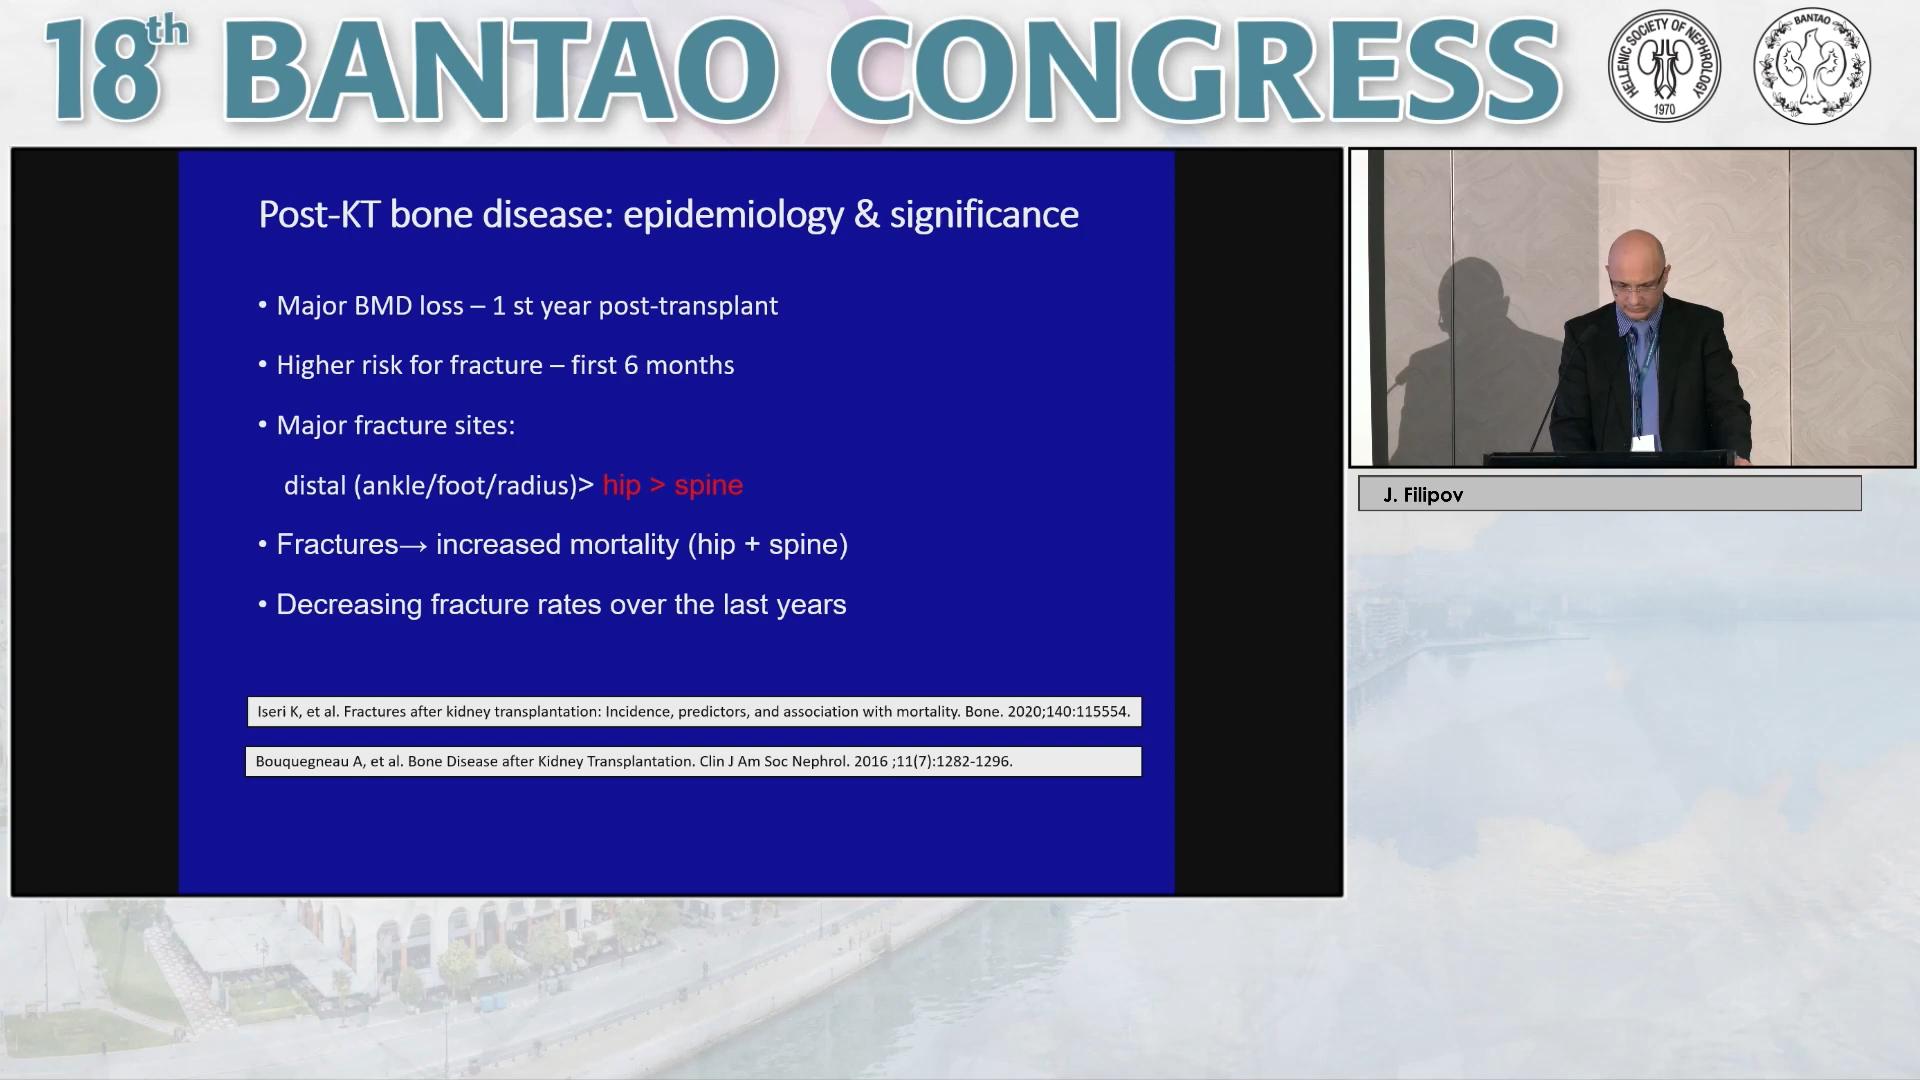 18th BANTAO CONGRESS
HELLENIC SOCIETY OF NEPHROLOGY
1970
BANTAO
Post-KT bone disease: epidemiology & significance
• Major BMD loss – 1 st year post-transplant
• Higher risk for fracture – first 6 months
• Major fracture sites:
distal (ankle/foot/radius)> hip > spine
• Fractures→ increased mortality (hip + spine)
• Decreasing fracture rates over the last years
Iseri K, et al. Fractures after kidney transplantation: Incidence, predictors, and association with mortality. Bone. 2020;140:115554.
Bouquegneau A, et al. Bone Disease after Kidney Transplantation. Clin J Am Soc Nephrol. 2016 ;11(7):1282-1296.
J. Filipov